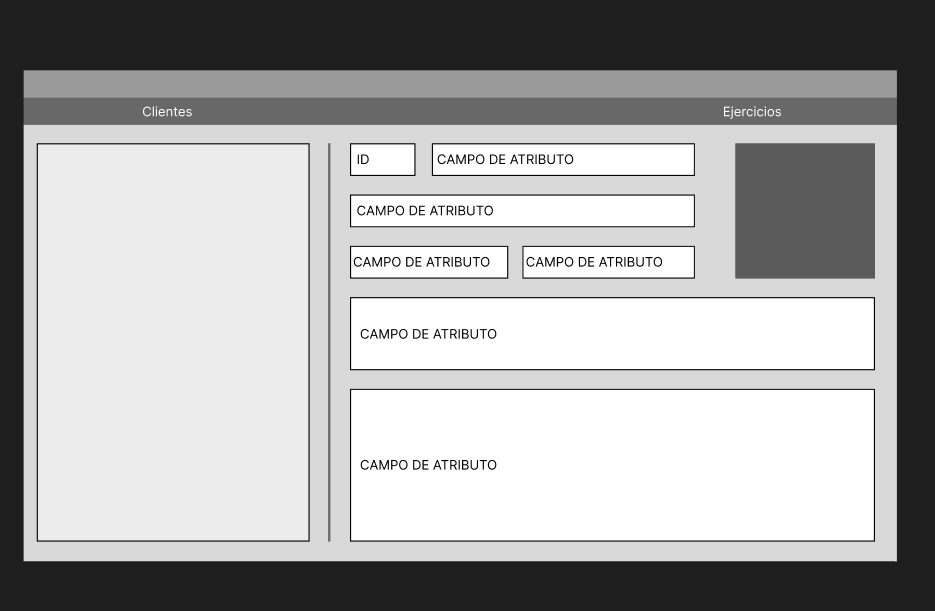 Clientes
Ejercicios
ID
CAMPO DE ATRIBUTO
CAMPO DE ATRIBUTO
CAMPO DE ATRIBUTO
CAMPO DE ATRIBUTO
CAMPO DE ATRIBUTO
CAMPO DE ATRIBUTO